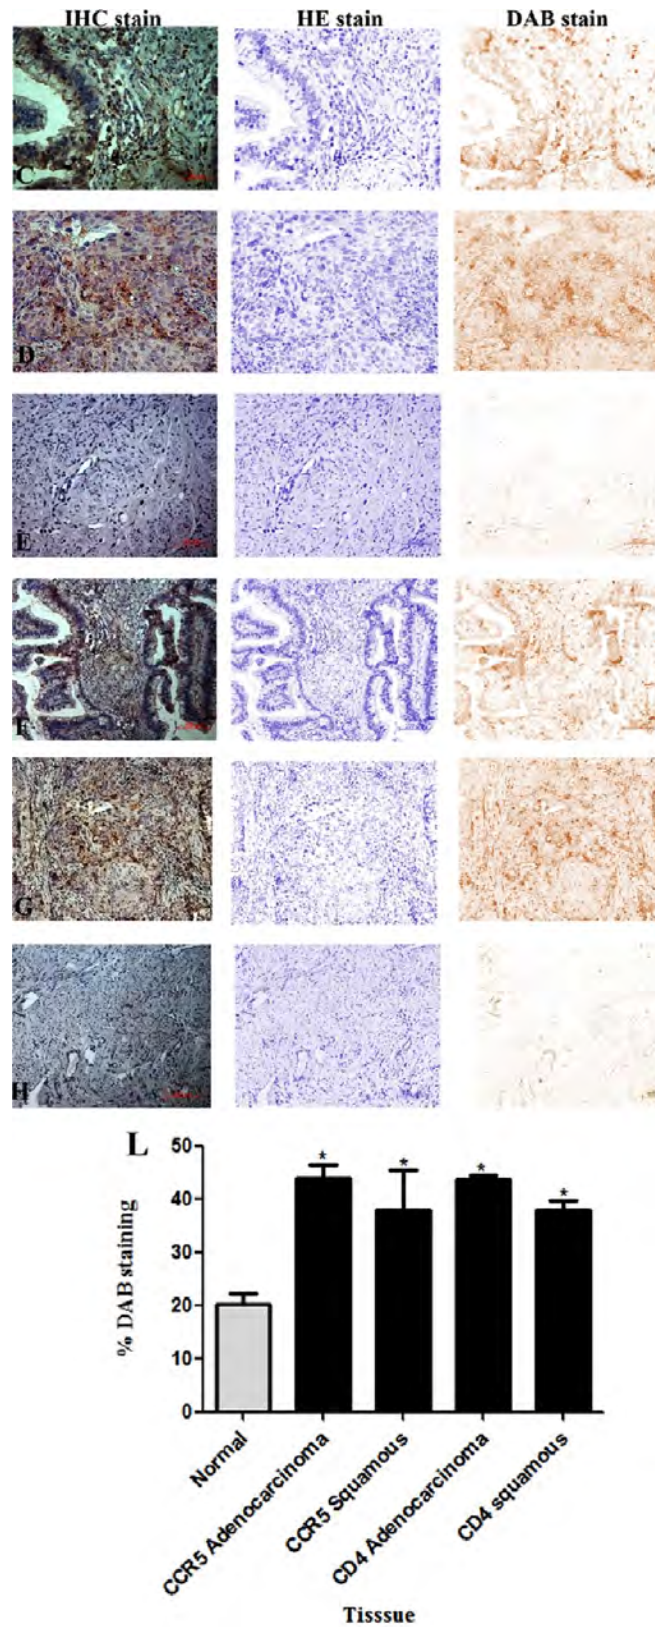 IHC stain HE stain DAB stain
C
D
E
F
G
H
L
50
40
30
20
10
0
% DAB staining
* * * *
Normal
CCR5 Adenocarcinoma
CCR5 Squamous
CD4 Adenocarcinoma
CD4 squamous
Tisssue